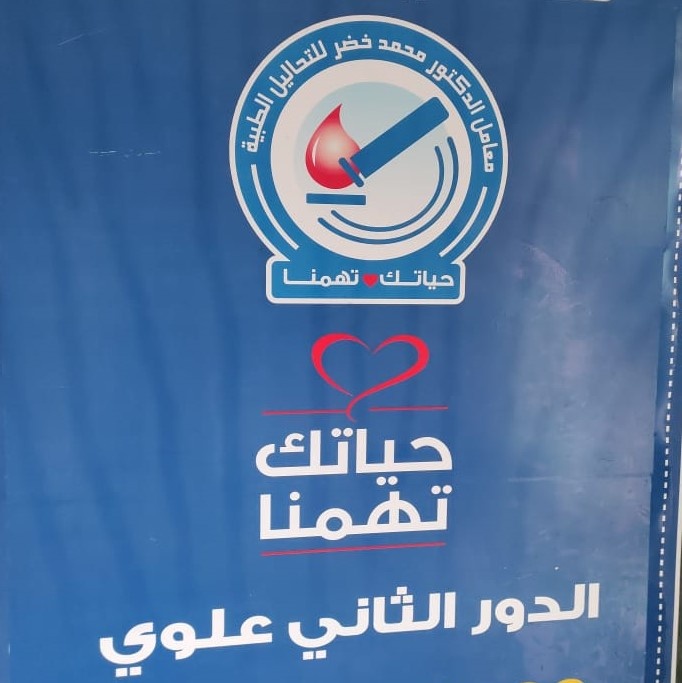 معامل الدكتور محمد خضر للتحاليل الطبية
حياتك تهمنا
حياتك
تهمنا
الدور الثاني علوي